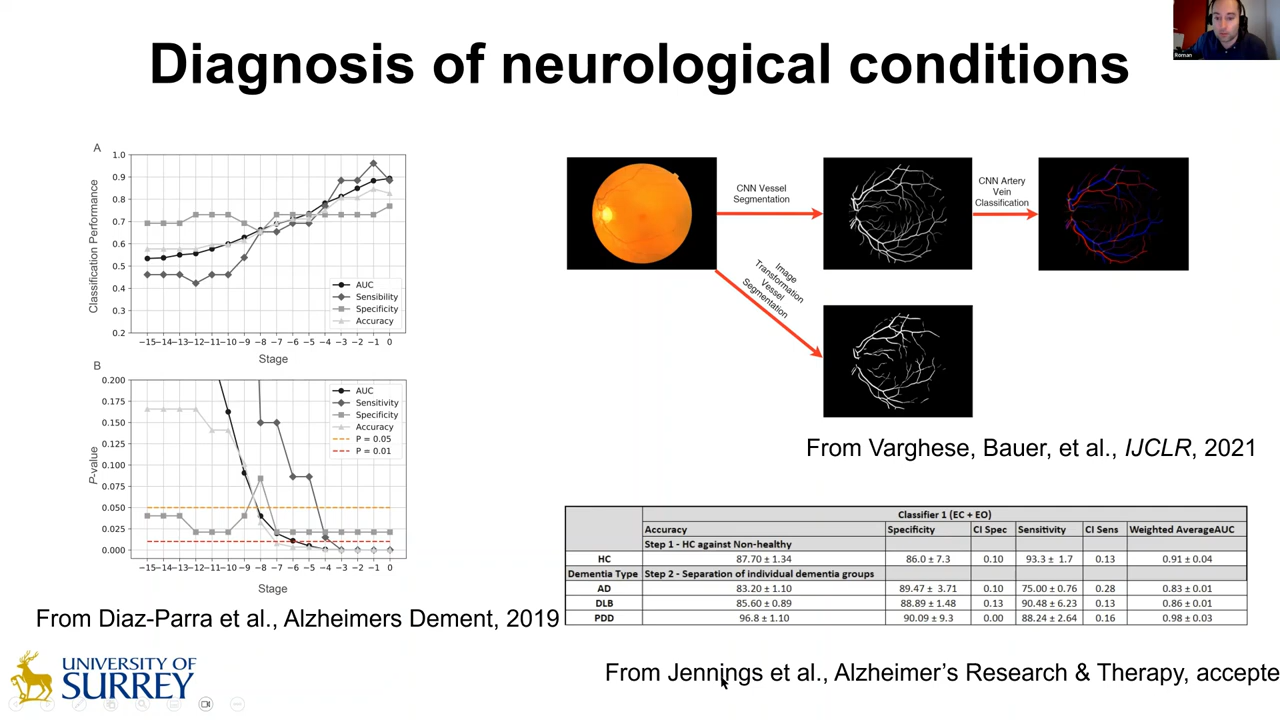 Roman
Diagnosis of neurological conditions
A
1.0
0.9
0.8
0.7
0.6
0.5
0.4
0.3
0.2
Classification Performance
AUC
Sensibility
Specificity
Accuracy
−15−14−13−12−11−10 −9 −8 −7 −6 −5 −4 −3 −2 −1 0
Stage
B
0.200
0.175
0.150
0.125
0.100
0.075
0.050
0.025
0.000
P-value
AUC
Sensitivity
Specificity
Accuracy
P = 0.05
P = 0.01
−15−14−13−12−11−10 −9 −8 −7 −6 −5 −4 −3 −2 −1 0
Stage
From Diaz-Parra et al., Alzheimers Dement, 2019
CNN Vessel
Segmentation
CNN Artery
Vein
Classification
Image
Transformation
Vessel
Segmentation
From Varghese, Bauer, et al., IJCLR, 2021
Classifier 1 (EC + EO)
Accuracy Specificity CI Spec Sensitivity CI Sens Weighted AverageAUC
Step 1 - HC against Non-healthy
HC 87.70 ± 1.34 86.0 ± 7.3 0.10 93.3 ± 1.7 0.13 0.91 ± 0.04
Dementia Type Step 2 - Separation of individual dementia groups
AD 83.20 ± 1.10 89.47 ± 3.71 0.10 75.00 ± 0.76 0.28 0.83 ± 0.01
DLB 85.60 ± 0.89 88.89 ± 1.48 0.13 90.48 ± 6.23 0.13 0.86 ± 0.01
PDD 96.8 ± 1.10 90.09 ± 9.3 0.00 88.24 ± 2.64 0.16 0.98 ± 0.03
From Jennings et al., Alzheimer’s Research & Therapy, accepte
UNIVERSITY OF
SURREY